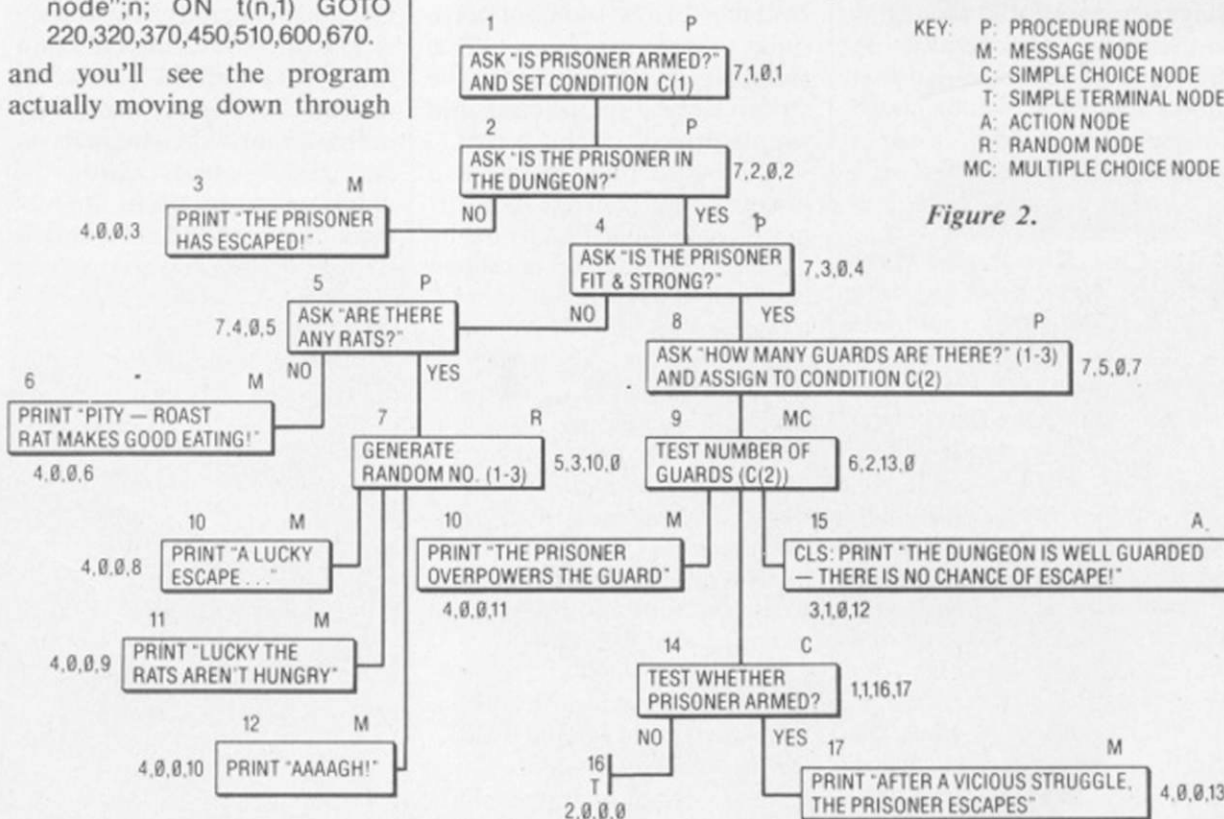 node";n; ON t(n,1) GOTO
220,320,370,450,510,600,670.
and you'll see the program
actually moving down through
KEY: P: PROCEDURE NODE
M: MESSAGE NODE
C: SIMPLE CHOICE NODE
T: SIMPLE TERMINAL NODE
A: ACTION NODE
R: RANDOM NODE
MC: MULTIPLE CHOICE NODE
Figure 2.
1 P
ASK "IS PRISONER ARMED?"
AND SET CONDITION C(1)
7,1,0,1
2 P
ASK "IS THE PRISONER IN
THE DUNGEON?"
7,2,0,2
NO
YES
3 M
PRINT "THE PRISONER
HAS ESCAPED!"
4,0,0,3
4 P
ASK "IS THE PRISONER
FIT & STRONG?"
7,3,0,4
NO
YES
5 P
ASK "ARE THERE
ANY RATS?"
7,4,0,5
NO
YES
8 P
ASK "HOW MANY GUARDS ARE THERE?" (1-3)
AND ASSIGN TO CONDITION C(2)
7,5,0,7
6 M
PRINT "PITY — ROAST
RAT MAKES GOOD EATING!"
4,0,0,6
7 R
GENERATE
RANDOM NO. (1-3)
5,3,10,0
9 MC
TEST NUMBER OF
GUARDS (C(2))
6,2,13,0
10 M
PRINT "A LUCKY
ESCAPE . . ."
4,0,0,8
10 M
PRINT "THE PRISONER
OVERPOWERS THE GUARD"
4,0,0,11
15 A
CLS: PRINT "THE DUNGEON IS WELL GUARDED
— THERE IS NO CHANCE OF ESCAPE!"
3,1,0,12
11 M
PRINT "LUCKY THE
RATS AREN'T HUNGRY"
4,0,0,9
14 C
TEST WHETHER
PRISONER ARMED?
1,1,16,17
NO
YES
12 M
PRINT "AAAAGH!"
4,0,0,10
16
T
2,0,0,0
17 M
PRINT "AFTER A VICIOUS STRUGGLE,
THE PRISONER ESCAPES"
4,0,0,13